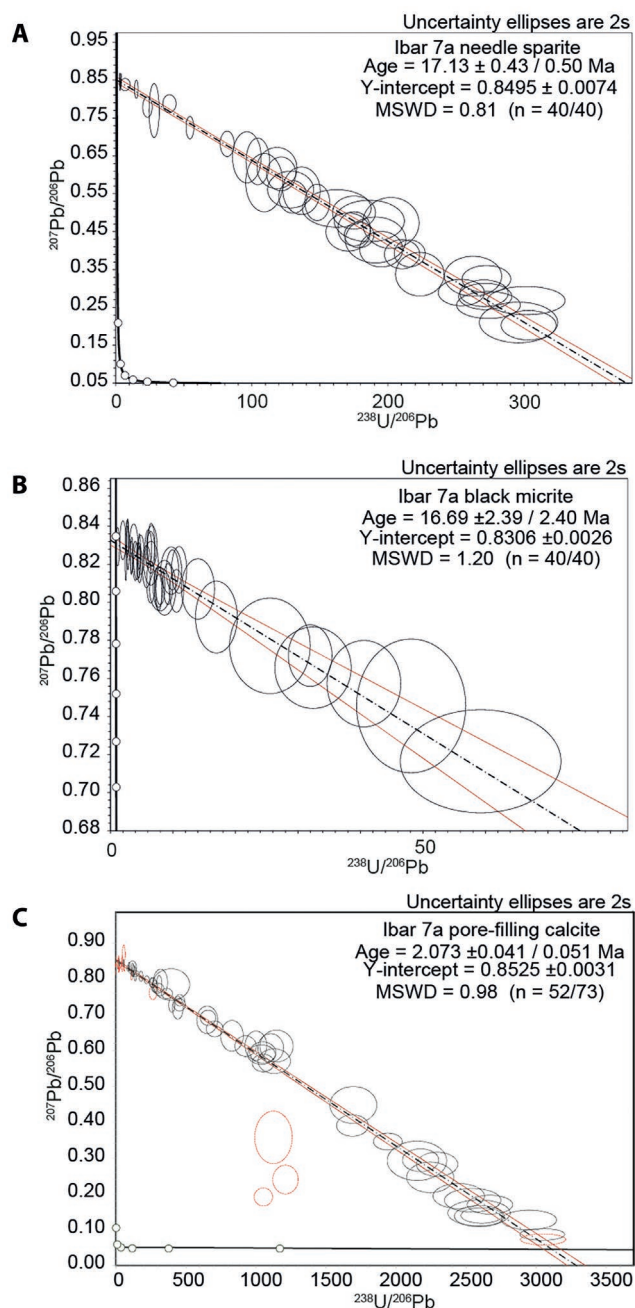 A
Uncertainty ellipses are 2s
Ibar 7a needle sparite
Age = 17.13 ± 0.43 / 0.50 Ma
Y-intercept = 0.8495 ± 0.0074
MSWD = 0.81 (n = 40/40)
0.95
0.85
0.75
0.65
0.55
0.45
0.35
0.25
0.15
0.05
207Pb/206Pb
0
100
200
300
238U/206Pb
B
Uncertainty ellipses are 2s
Ibar 7a black micrite
Age = 16.69 ±2.39 / 2.40 Ma
Y-intercept = 0.8306 ±0.0026
MSWD = 1.20 (n = 40/40)
0.86
0.84
0.82
0.80
0.78
0.76
0.74
0.72
0.70
0.68
207Pb/206Pb
0
50
238U/206Pb
C
Uncertainty ellipses are 2s
Ibar 7a pore-filling calcite
Age = 2.073 ±0.041 / 0.051 Ma
Y-intercept = 0.8525 ±0.0031
MSWD = 0.98 (n = 52/73)
0.90
0.80
0.70
0.60
0.50
0.40
0.30
0.20
0.10
0.00
207Pb/206Pb
0
500
1000
1500
2000
2500
3000
3500
238U/206Pb